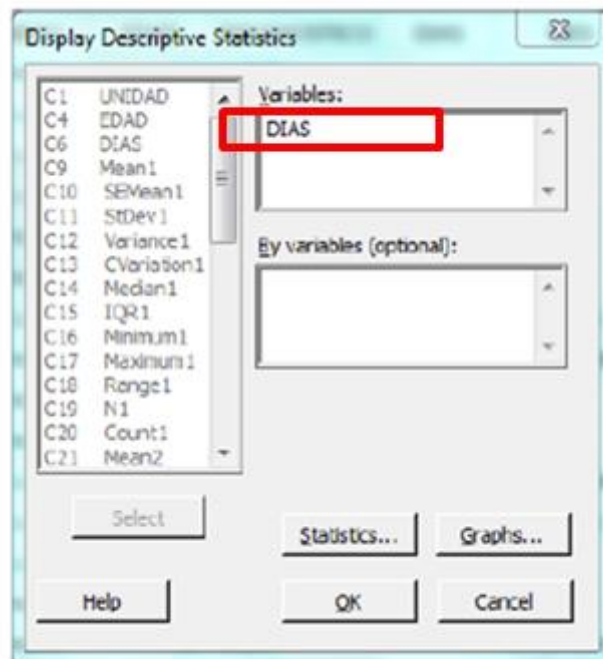 Display Descriptive Statistics
C1 UNIDAD
C4 EDAD
C6 DIAS
C9 Mean1
C10 SEMean1
C11 StDev1
C12 Variance1
C13 CVariation1
C14 Median1
C15 IQR1
C16 Minimum1
C17 Maximum1
C18 Range1
C19 N1
C20 Count1
C21 Mean2
Variables:
DIAS
By variables (optional):
Select
Statistics...
Graphs...
Help
OK
Cancel